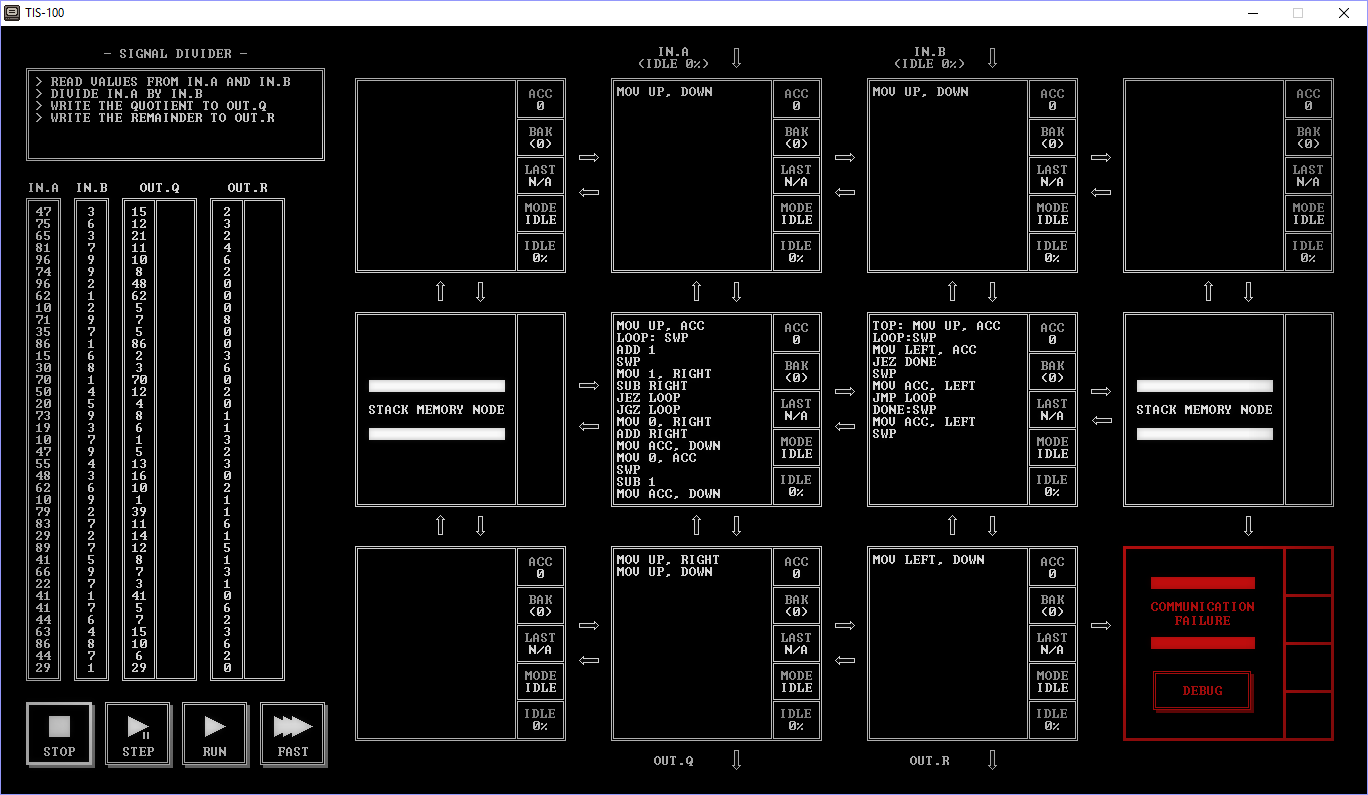 TIS-100
- SIGNAL DIVIDER -
> READ VALUES FROM IN.A AND IN.B
> DIVIDE IN.A BY IN.B
> WRITE THE QUOTIENT TO OUT.Q
> WRITE THE REMAINDER TO OUT.R
IN.A IN.B OUT.Q OUT.R
47 3 15 2
75 6 12 3
65 3 21 2
81 7 11 4
96 9 10 6
74 9 8 2
96 2 48 0
62 1 62 0
10 2 5 0
71 9 7 8
35 7 5 0
86 1 86 0
15 6 2 3
30 8 3 6
70 1 70 0
50 4 12 2
20 5 4 0
73 9 8 1
19 3 6 1
10 7 1 3
47 9 5 2
55 4 13 3
48 3 16 0
62 6 10 2
10 9 1 1
79 2 39 1
83 7 11 6
29 2 14 1
89 7 12 5
41 5 8 1
66 9 7 3
22 7 3 1
41 1 41 0
41 7 5 6
44 6 7 2
63 4 15 3
86 8 10 6
44 7 6 2
29 1 29 0
STOP
STEP
RUN
FAST
IN.A
(IDLE 0%)
IN.B
(IDLE 0%)
ACC
0
BAK
(0)
LAST
N/A
MODE
IDLE
IDLE
0%
MOV UP, DOWN
ACC
0
BAK
(0)
LAST
N/A
MODE
IDLE
IDLE
0%
MOV UP, DOWN
ACC
0
BAK
(0)
LAST
N/A
MODE
IDLE
IDLE
0%
ACC
0
BAK
(0)
LAST
N/A
MODE
IDLE
IDLE
0%
STACK MEMORY NODE
MOV UP, ACC
LOOP: SWP
ADD 1
SWP
MOV 1, RIGHT
SUB RIGHT
JEZ LOOP
JGZ LOOP
MOV 0, RIGHT
ADD RIGHT
MOV ACC, DOWN
MOV 0, ACC
SWP
SUB 1
MOV ACC, DOWN
ACC
0
BAK
(0)
LAST
N/A
MODE
IDLE
IDLE
0%
TOP: MOV UP, ACC
LOOP:SWP
MOV LEFT, ACC
JEZ DONE
SWP
MOV ACC, LEFT
JMP LOOP
DONE:SWP
MOV ACC, LEFT
SWP
ACC
0
BAK
(0)
LAST
N/A
MODE
IDLE
IDLE
0%
STACK MEMORY NODE
ACC
0
BAK
(0)
LAST
N/A
MODE
IDLE
IDLE
0%
MOV UP, RIGHT
MOV UP, DOWN
ACC
0
BAK
(0)
LAST
N/A
MODE
IDLE
IDLE
0%
MOV LEFT, DOWN
ACC
0
BAK
(0)
LAST
N/A
MODE
IDLE
IDLE
0%
COMMUNICATION
FAILURE
DEBUG
OUT.Q
OUT.R